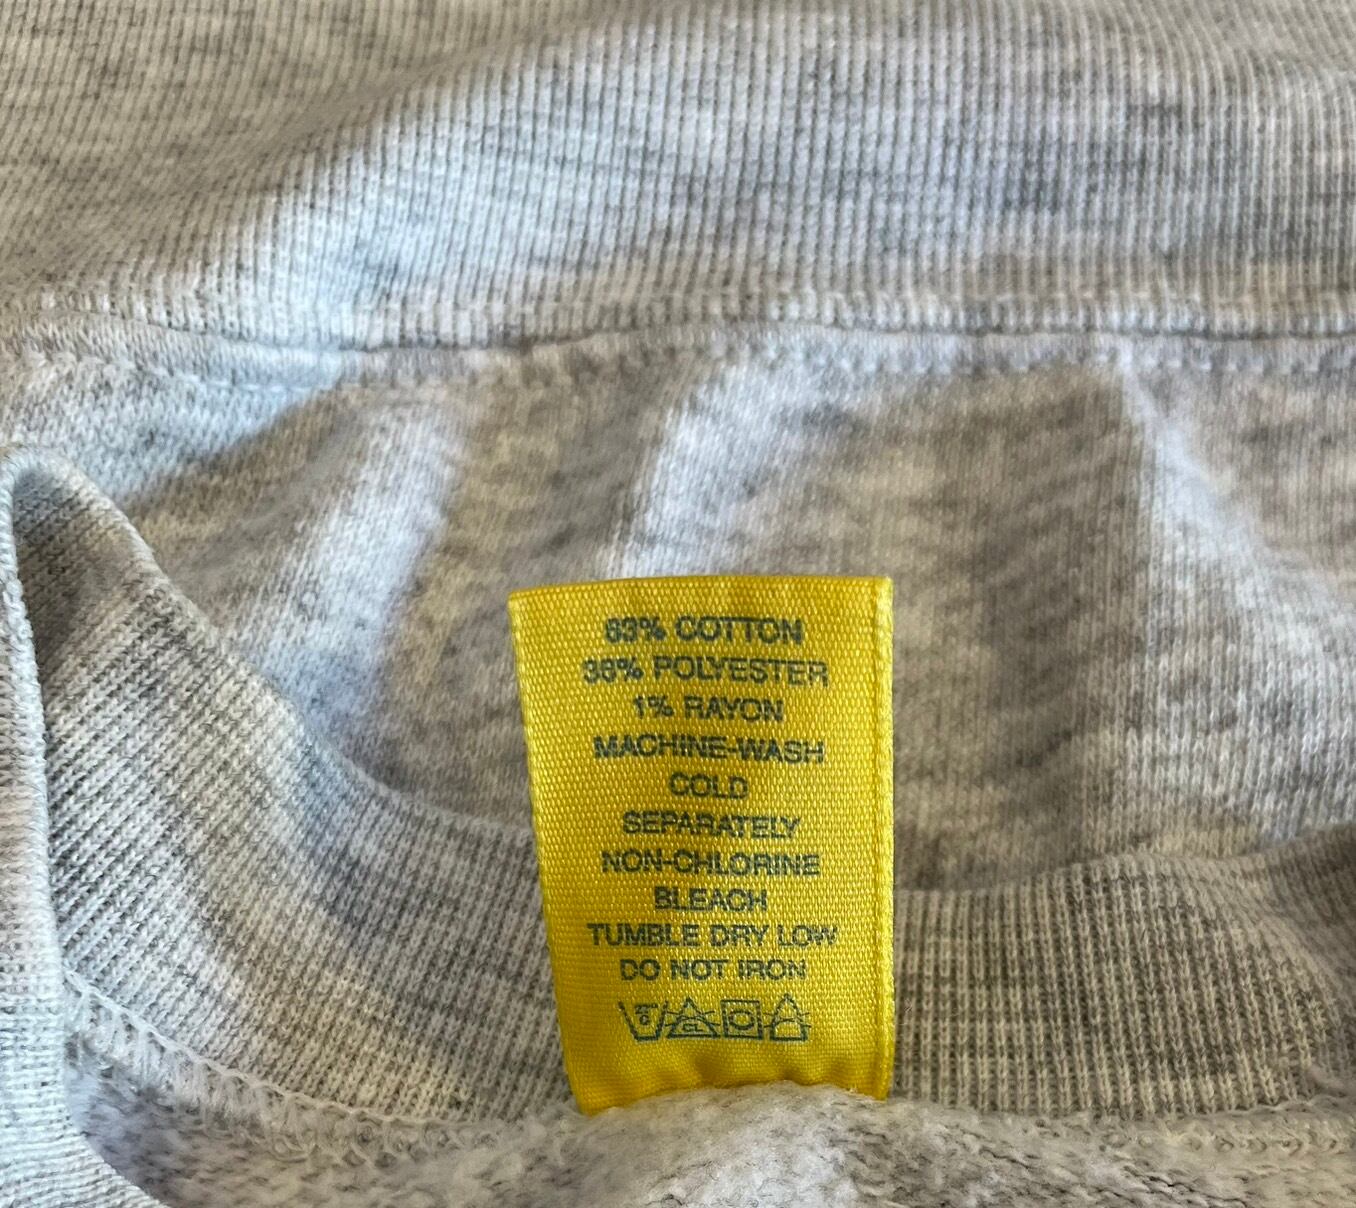 63% COTTON
36% POLYESTER
1% RAYON
MACHINE-WASH
COLD
SEPARATELY
NON-CHLORINE
BLEACH
TUMBLE DRY LOW
DO NOT IRON
CL